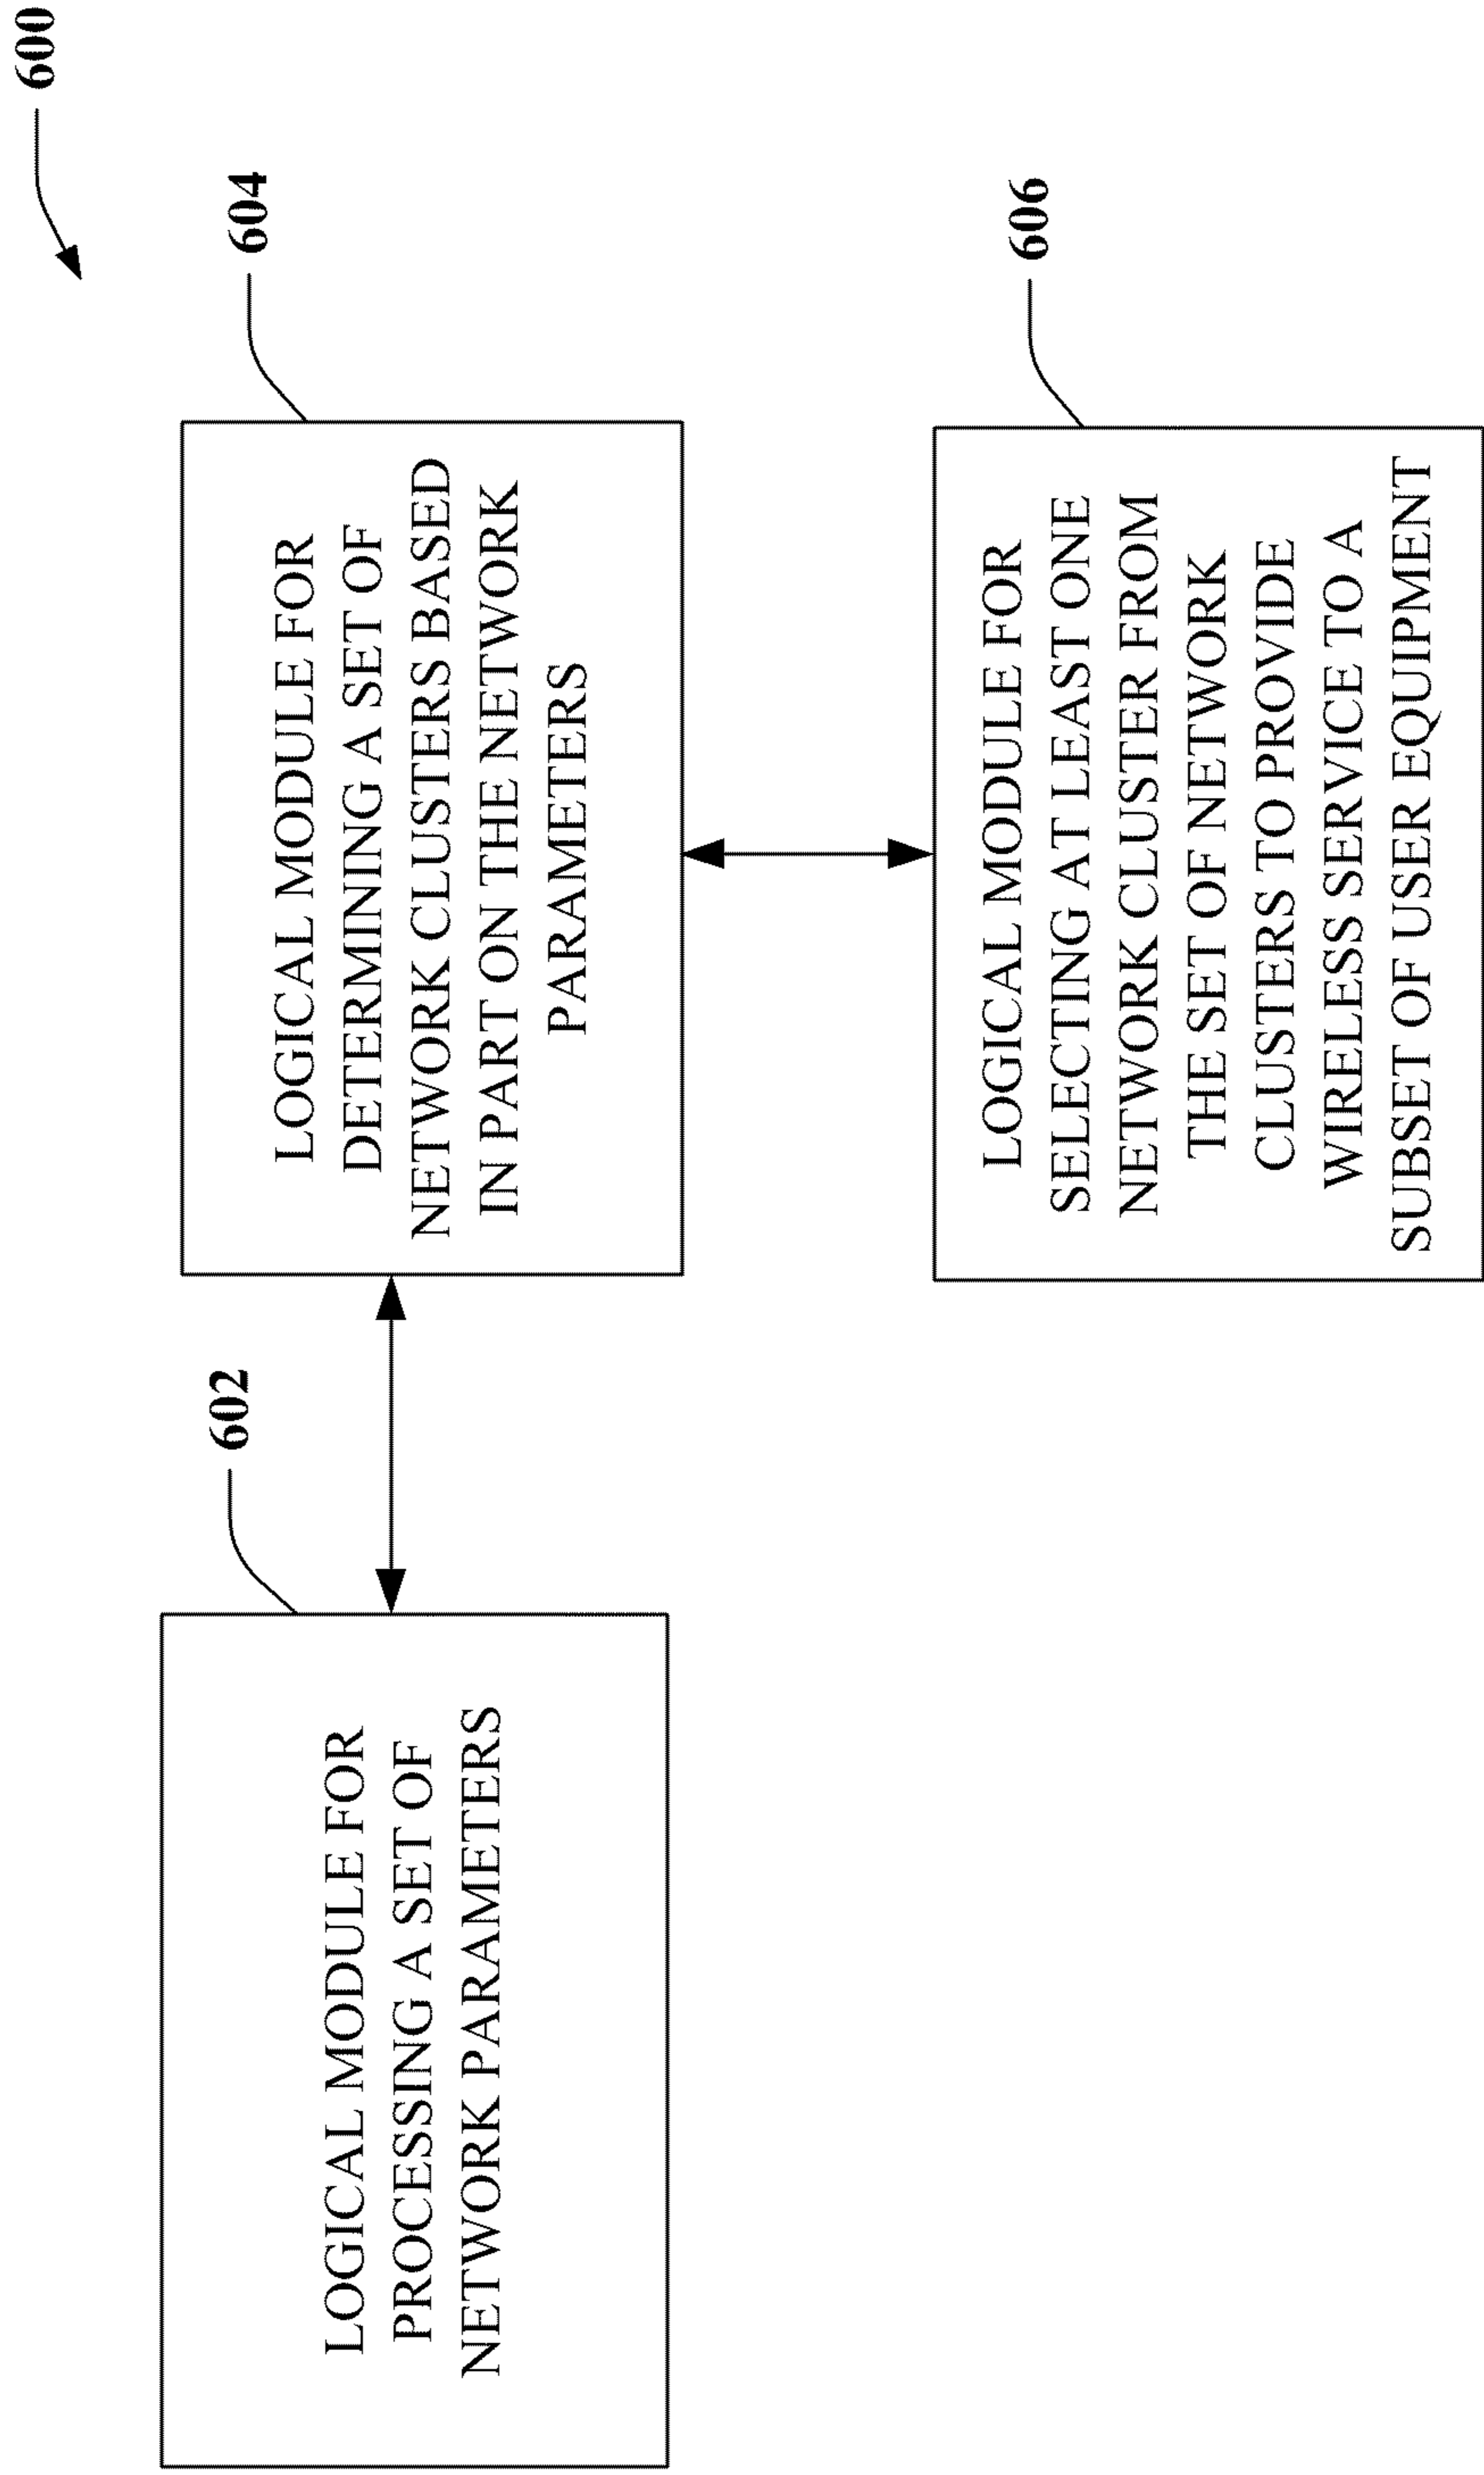 600
602
LOGICAL MODULE FOR
PROCESSING A SET OF
NETWORK PARAMETERS
604
LOGICAL MODULE FOR
DETERMINING A SET OF
NETWORK CLUSTERS BASED
IN PART ON THE NETWORK
PARAMETERS
606
LOGICAL MODULE FOR
SELECTING AT LEAST ONE
NETWORK CLUSTER FROM
THE SET OF NETWORK
CLUSTERS TO PROVIDE
WIRELESS SERVICE TO A
SUBSET OF USER EQUIPMENT